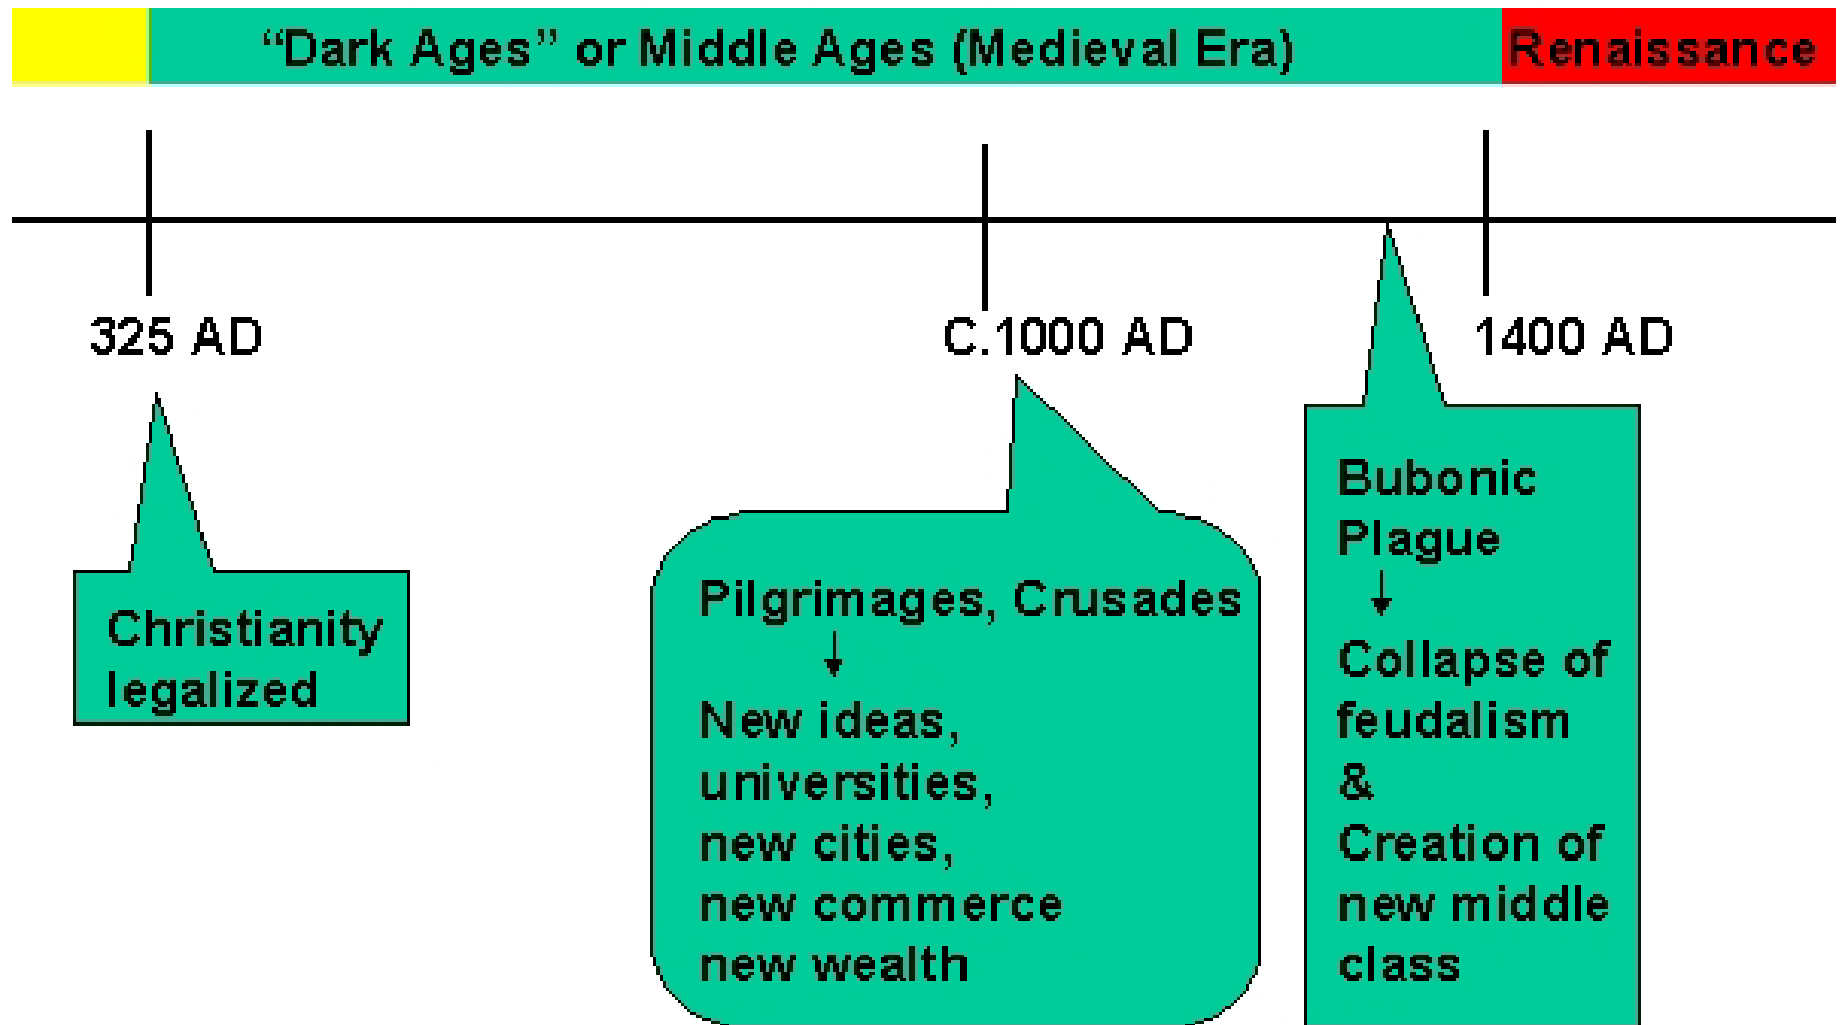 “Dark Ages” or Middle Ages (Medieval Era)
Renaissance
325 AD
C.1000 AD
1400 AD
Christianity
legalized
Pilgrimages, Crusades
New ideas,
universities,
new cities,
new commerce
new wealth
Bubonic
Plague
Collapse of
feudalism
&
Creation of
new middle
class